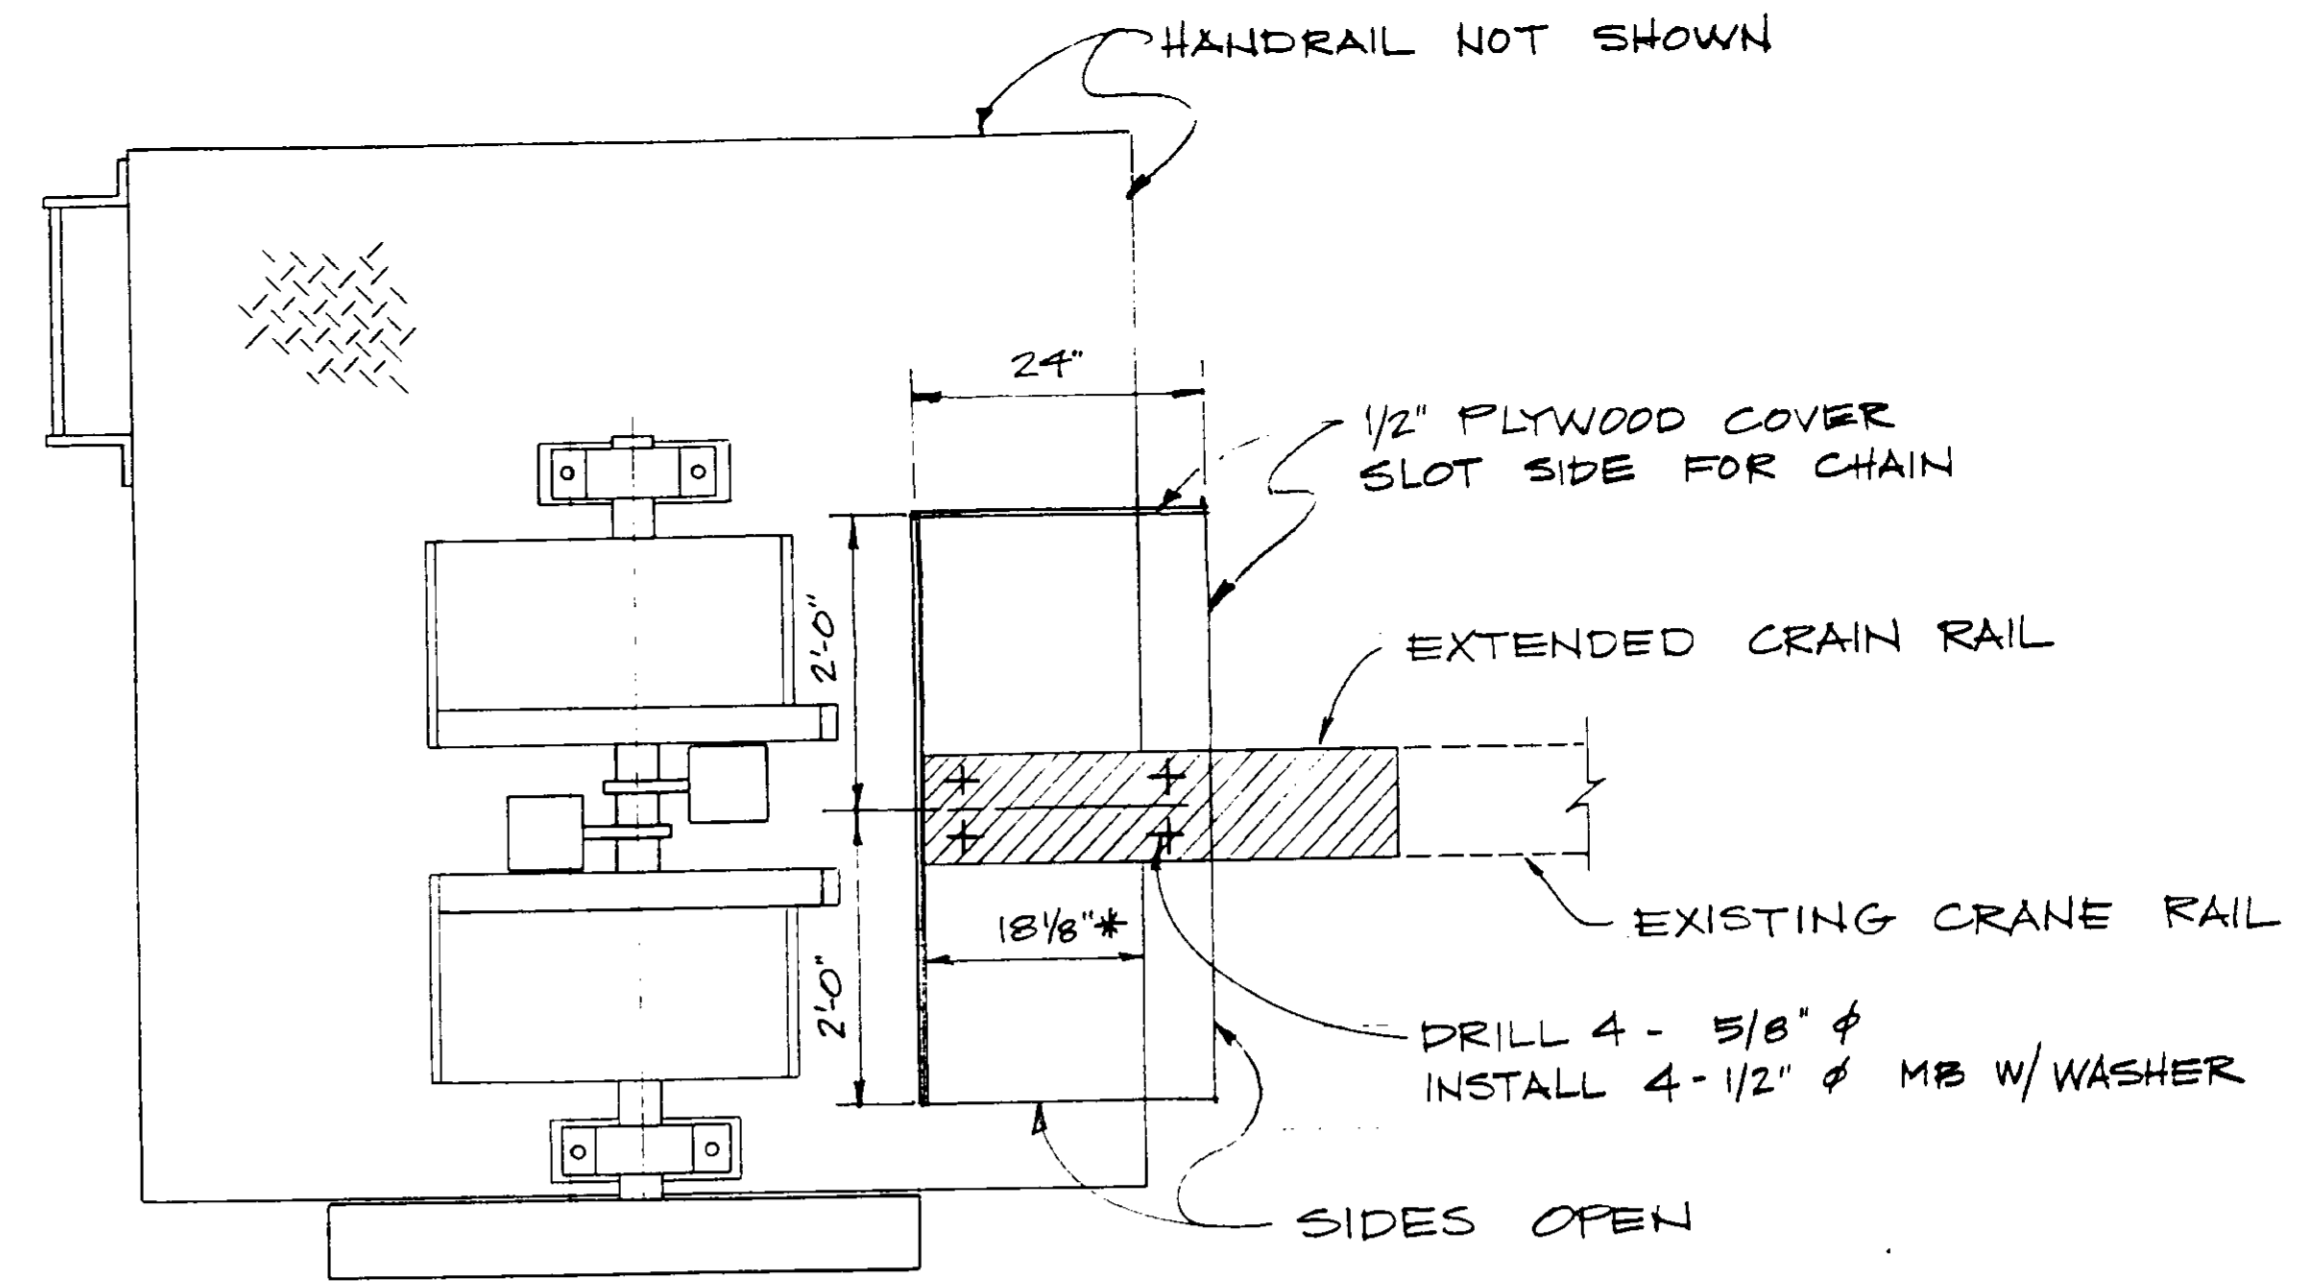 HANDRAIL NOT SHOWN
24"
1/2" PLYWOOD COVER
SLOT SIDE FOR CHAIN
2'-0"
EXTENDED CRAIN RAIL
EXISTING CRANE RAIL
18 1/8"*
2'-0"
DRILL 4 - 5/8" ϕ
INSTALL 4-1/2" ϕ MB W/ WASHER
SIDES OPEN